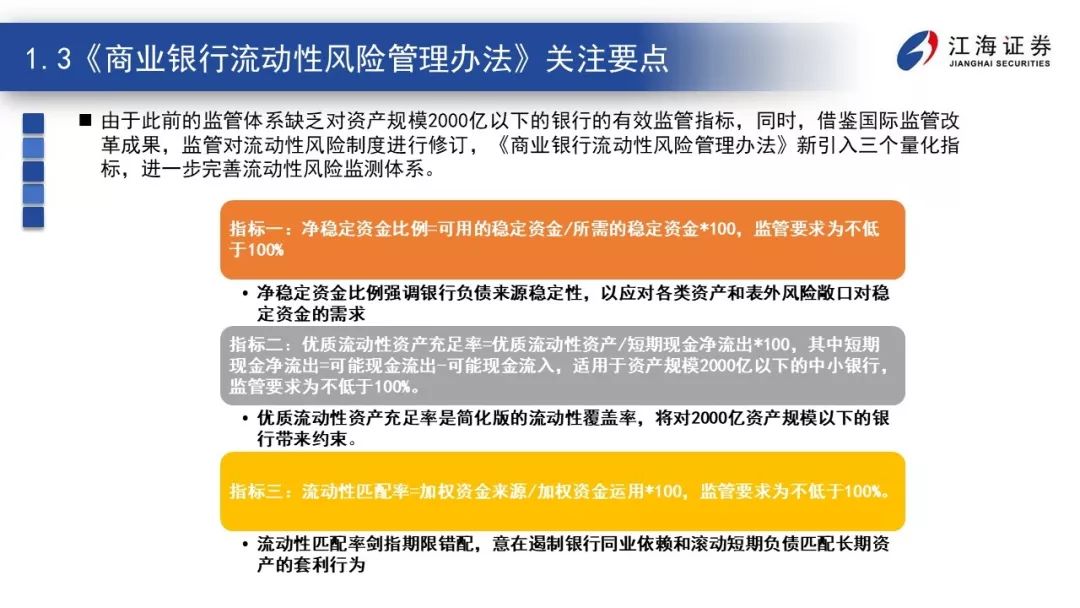 1.3《商业银行流动性风险管理办法》关注要点
江海证券
JIANGHAI SECURITIES
■ 由于此前的监管体系缺乏对资产规模2000亿以下的银行的有效监管指标，同时，借鉴国际监管改
革成果，监管对流动性风险制度进行修订，《商业银行流动性风险管理办法》新引入三个量化指
标，进一步完善流动性风险监测体系。
指标一：净稳定资金比例=可用的稳定资金/所需的稳定资金*100，监管要求为不低
于100%
• 净稳定资金比例强调银行负债来源稳定性，以应对各类资产和表外风险敞口对稳
定资金的需求
指标二：优质流动性资产充足率=优质流动性资产/短期现金净流出*100，其中短期
现金净流出=可能现金流出-可能现金流入，适用于资产规模2000亿以下的中小银行，
监管要求为不低于100%。
• 优质流动性资产充足率是简化版的流动性覆盖率，将对2000亿资产规模以下的银
行带来约束。
指标三：流动性匹配率=加权资金来源/加权资金运用*100，监管要求为不低于100%。
• 流动性匹配率剑指期限错配，意在遏制银行同业依赖和滚动短期负债匹配长期资
产的套利行为